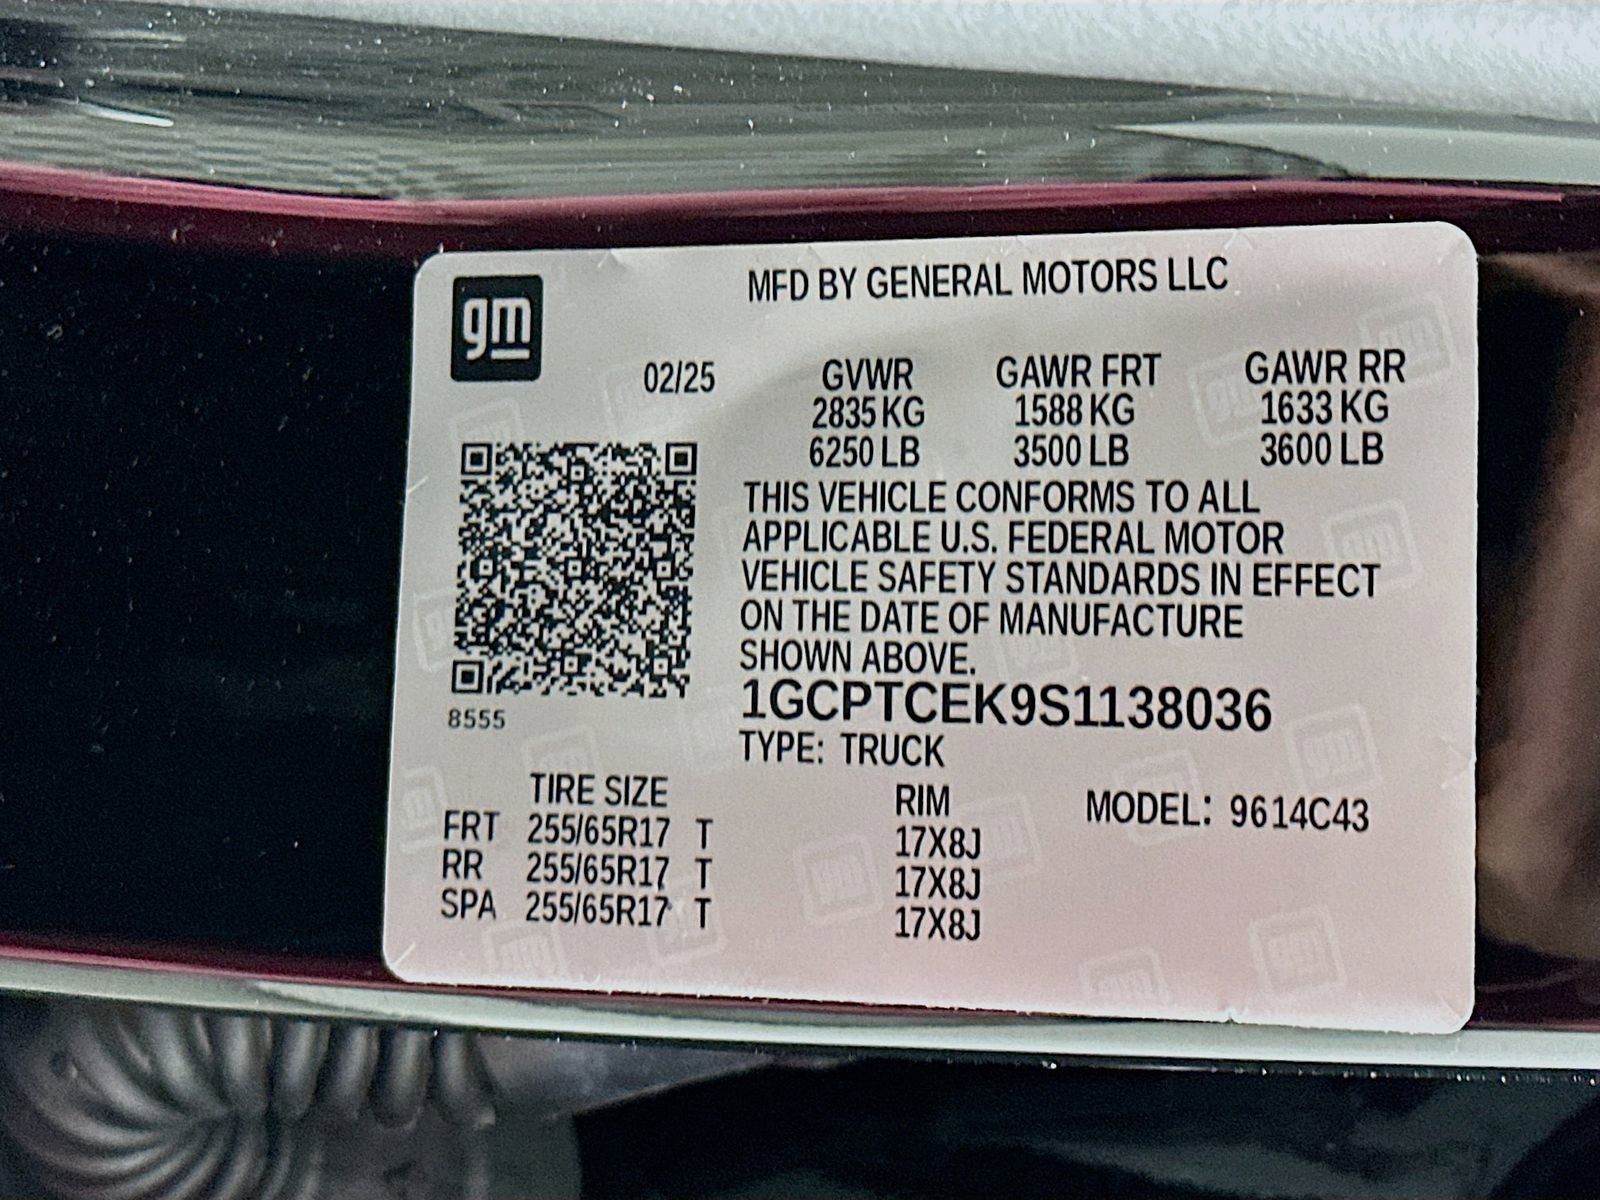 gm
MFD BY GENERAL MOTORS LLC
02/25 GVWR GAWR FRT GAWR RR
2835 KG 1588 KG 1633 KG
6250 LB 3500 LB 3600 LB
THIS VEHICLE CONFORMS TO ALL
APPLICABLE U.S. FEDERAL MOTOR
VEHICLE SAFETY STANDARDS IN EFFECT
ON THE DATE OF MANUFACTURE
SHOWN ABOVE.
8555
1GCPTCEK9S1138036
TYPE: TRUCK
TIRE SIZE RIM MODEL: 9614C43
FRT 255/65R17 T 17X8J
RR 255/65R17 T 17X8J
SPA 255/65R17 T 17X8J